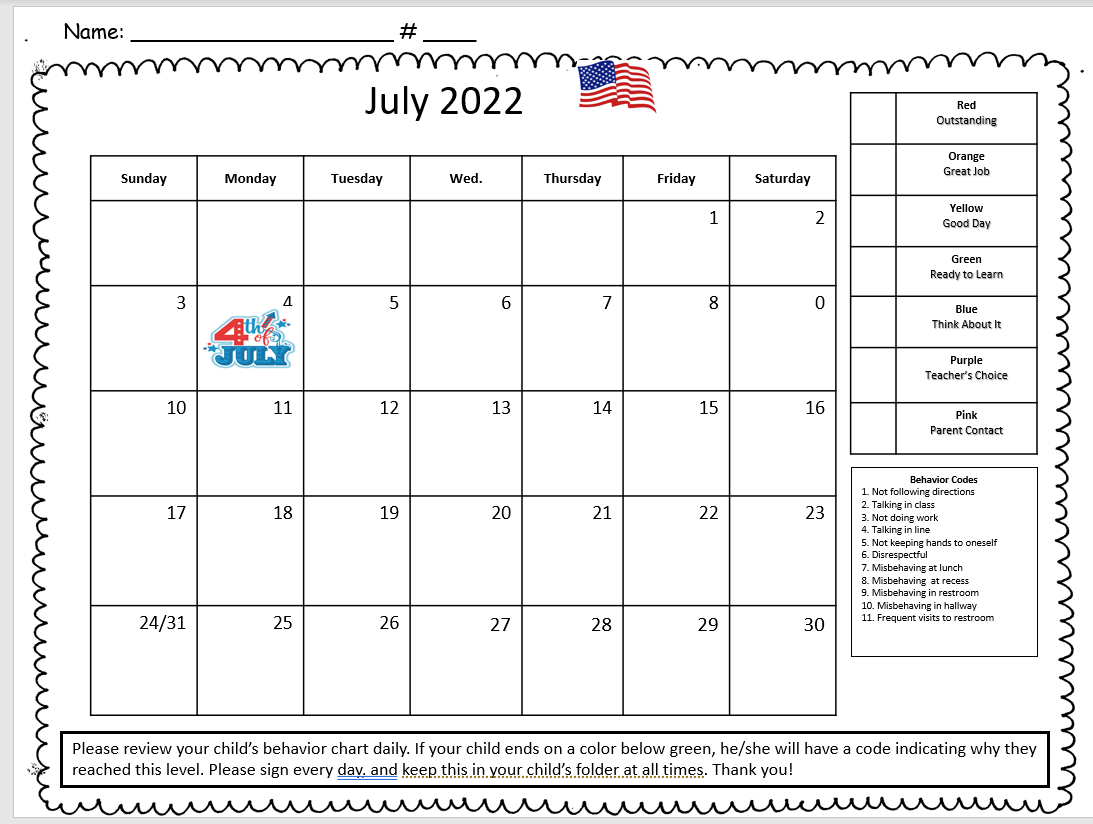 Name: ________________________ # _____
July 2022
Sunday Monday Tuesday Wed. Thursday Friday Saturday
1 2
3 4 5 6 7 8 0
4th of JULY
10 11 12 13 14 15 16
17 18 19 20 21 22 23
24/31 25 26 27 28 29 30
Red
Outstanding
Orange
Great Job
Yellow
Good Day
Green
Ready to Learn
Blue
Think About It
Purple
Teacher's Choice
Pink
Parent Contact
Behavior Codes
1. Not following directions
2. Talking in class
3. Not doing work
4. Talking in line
5. Not keeping hands to oneself
6. Disrespectful
7. Misbehaving at lunch
8. Misbehaving at recess
9. Misbehaving in restroom
10. Misbehaving in hallway
11. Frequent visits to restroom
Please review your child's behavior chart daily. If your child ends on a color below green, he/she will have a code indicating why they
reached this level. Please sign every day, and keep this in your child's folder at all times. Thank you!